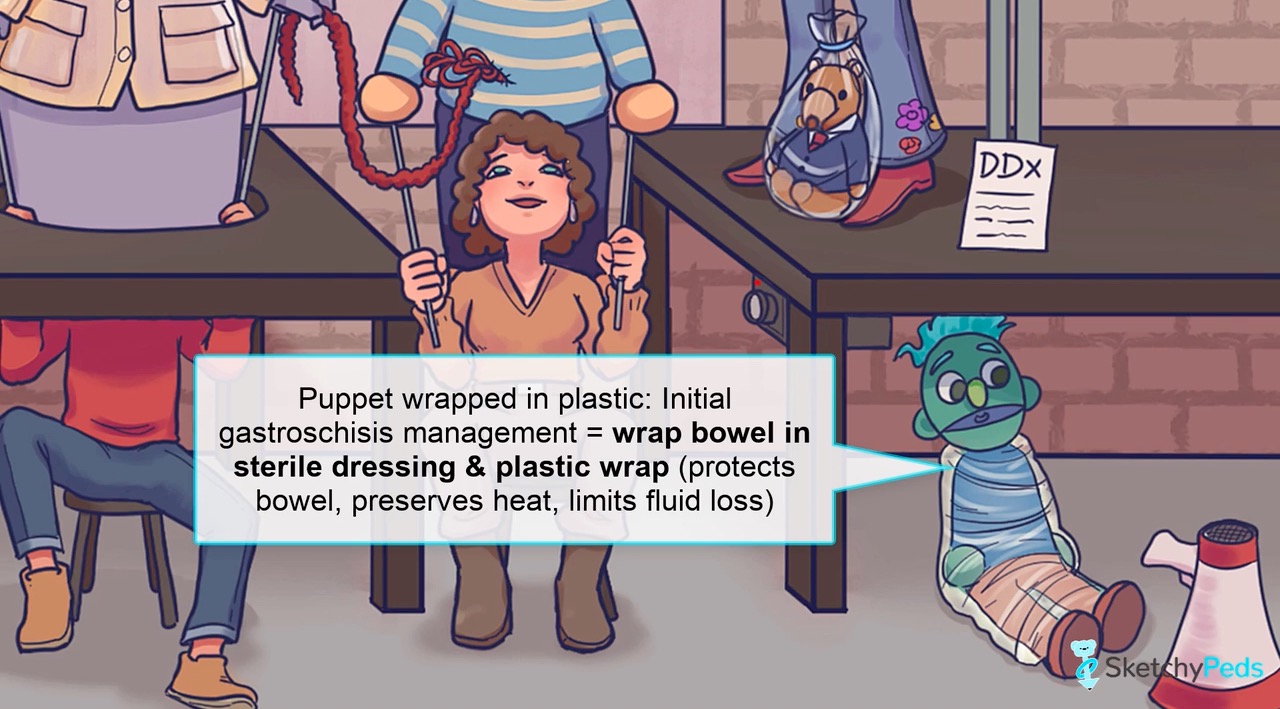 DDx
Puppet wrapped in plastic: Initial
gastroschisis management = wrap bowel in
sterile dressing & plastic wrap (protects
bowel, preserves heat, limits fluid loss)
SketchyPeds